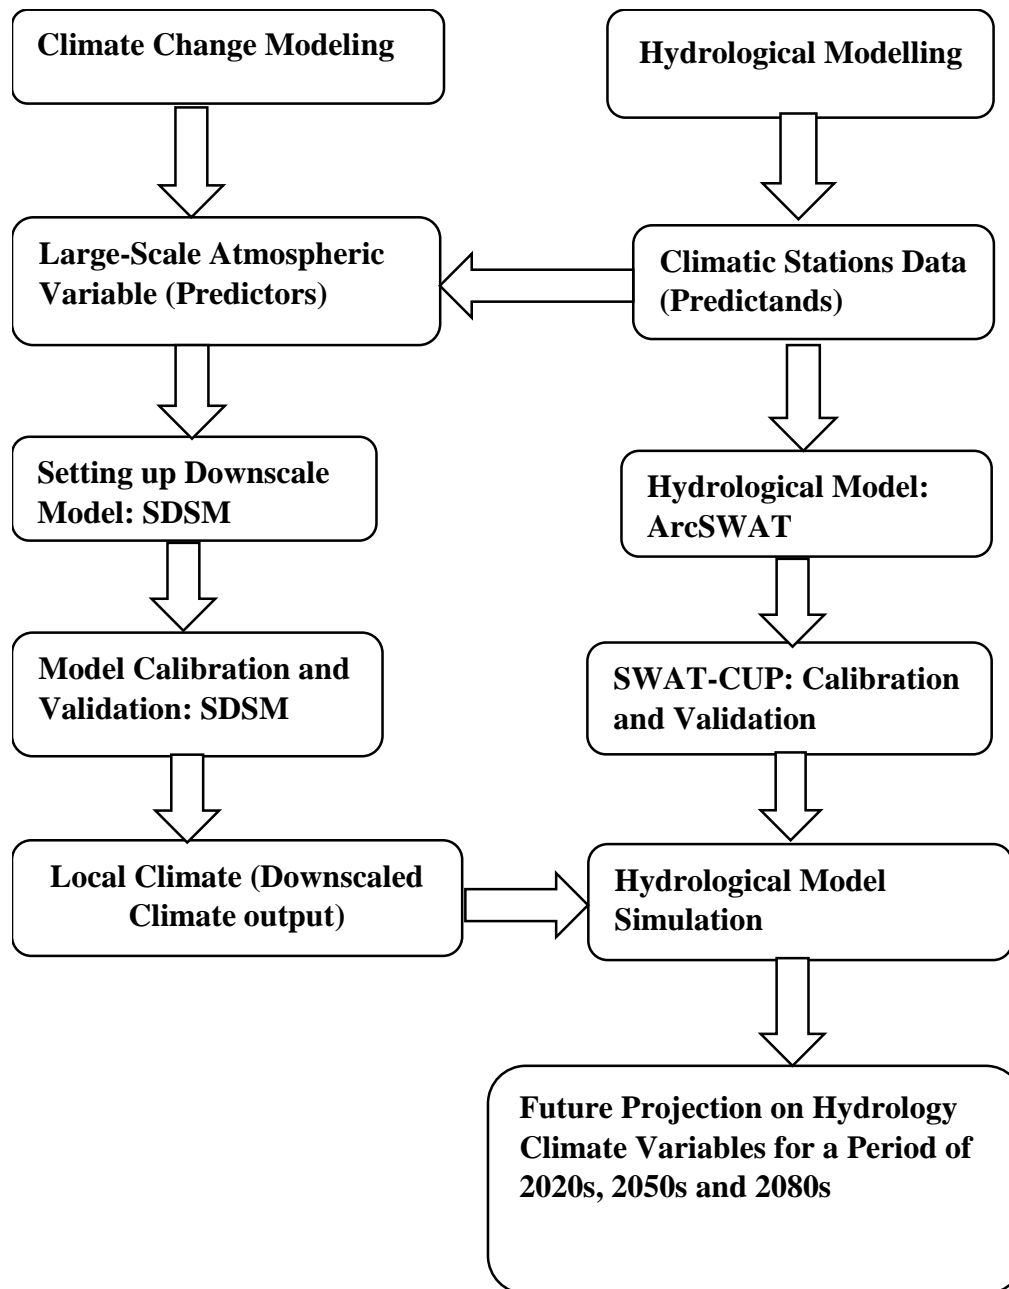 Climate Change Modeling
Hydrological Modelling
Large-Scale Atmospheric
Variable (Predictors)
Climatic Stations Data
(Predictands)
Setting up Downscale
Model: SDSM
Hydrological Model:
ArcSWAT
Model Calibration and
Validation: SDSM
SWAT-CUP: Calibration
and Validation
Local Climate (Downscaled
Climate output)
Hydrological Model
Simulation
Future Projection on Hydrology
Climate Variables for a Period of
2020s, 2050s and 2080s